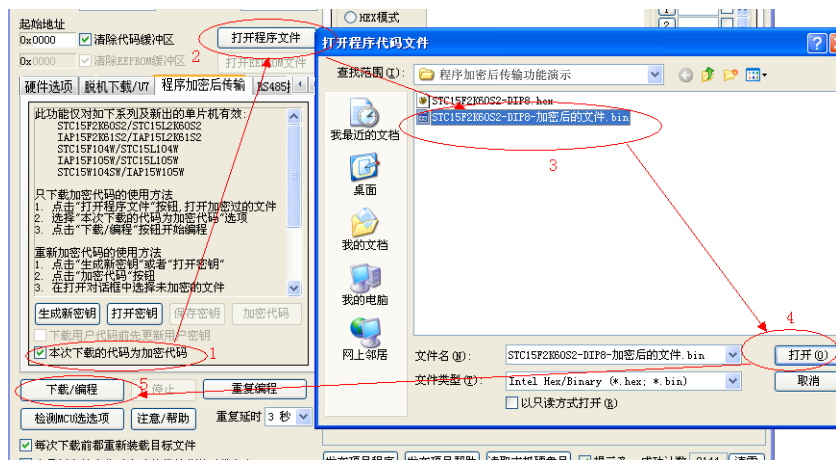 起始地址
0x0000 清除代码缓冲区 2 打开程序文件
0x0000 清除EEPROM缓冲区 打开EEPROM文件
硬件选项 脱机下载/U7 程序加密后传输 RS485
此功能仅对如下系列及新出的单片机有效:
STC15F2K60S2/STC15L2K60S2
IAP15F2K61S2/IAP15L2K61S2
STC15F104W/STC15L104W
IAP15F105W/STC15L105W
STC15W104SW/IAP15W105W
只下载加密代码的使用方法
1. 点击"打开程序文件"按钮,打开加密过的文件
2. 选择"本次下载的代码为加密代码"选项
3. 点击"下载/编程"按钮开始编程
重新加密代码的使用方法
1. 点击"生成新密钥"或者"打开密钥"
2. 点击"加密代码"按钮
3. 在打开对话框中选择未加密的文件
生成新密钥 打开密钥 保存密钥 加密代码
下载用户代码前先更新用户密钥
本次下载的代码为加密代码 1
下载/编程 5 停止 重复编程
检测MCU选选项 注意/帮助 重复延时 3 秒
每次下载前都重新装载目标文件
HEX模式
1
2
打开程序代码文件
查找范围(I): 程序加密后传输功能演示
STC15F2K60S2-DIP8.hex
STC15F2K60S2-DIP8-加密后的文件.bin
3
我最近的文档
桌面
我的文档
我的电脑
网上邻居
4
文件名(N): STC15F2K60S2-DIP8-加密后的文件.bin 打开(O)
文件类型(T): Intel Hex/Binary (*.hex; *.bin) 取消
以只读方式打开(R)